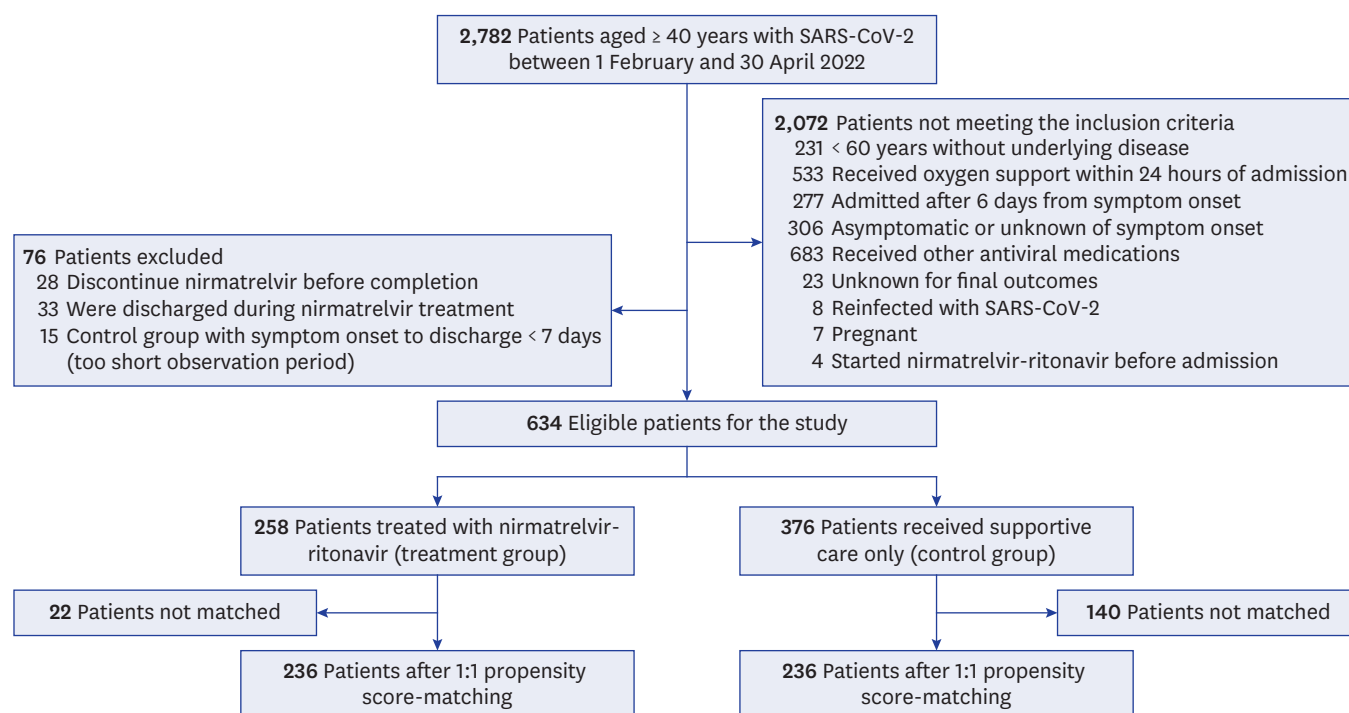 2,782 Patients aged ≥ 40 years with SARS-CoV-2
between 1 February and 30 April 2022
2,072 Patients not meeting the inclusion criteria
231 < 60 years without underlying disease
533 Received oxygen support within 24 hours of admission
277 Admitted after 6 days from symptom onset
306 Asymptomatic or unknown of symptom onset
683 Received other antiviral medications
23 Unknown for final outcomes
8 Reinfected with SARS-CoV-2
7 Pregnant
4 Started nirmatrelvir-ritonavir before admission
76 Patients excluded
28 Discontinue nirmatrelvir before completion
33 Were discharged during nirmatrelvir treatment
15 Control group with symptom onset to discharge < 7 days
(too short observation period)
634 Eligible patients for the study
258 Patients treated with nirmatrelvir-
ritonavir (treatment group)
376 Patients received supportive
care only (control group)
22 Patients not matched
140 Patients not matched
236 Patients after 1:1 propensity
score-matching
236 Patients after 1:1 propensity
score-matching